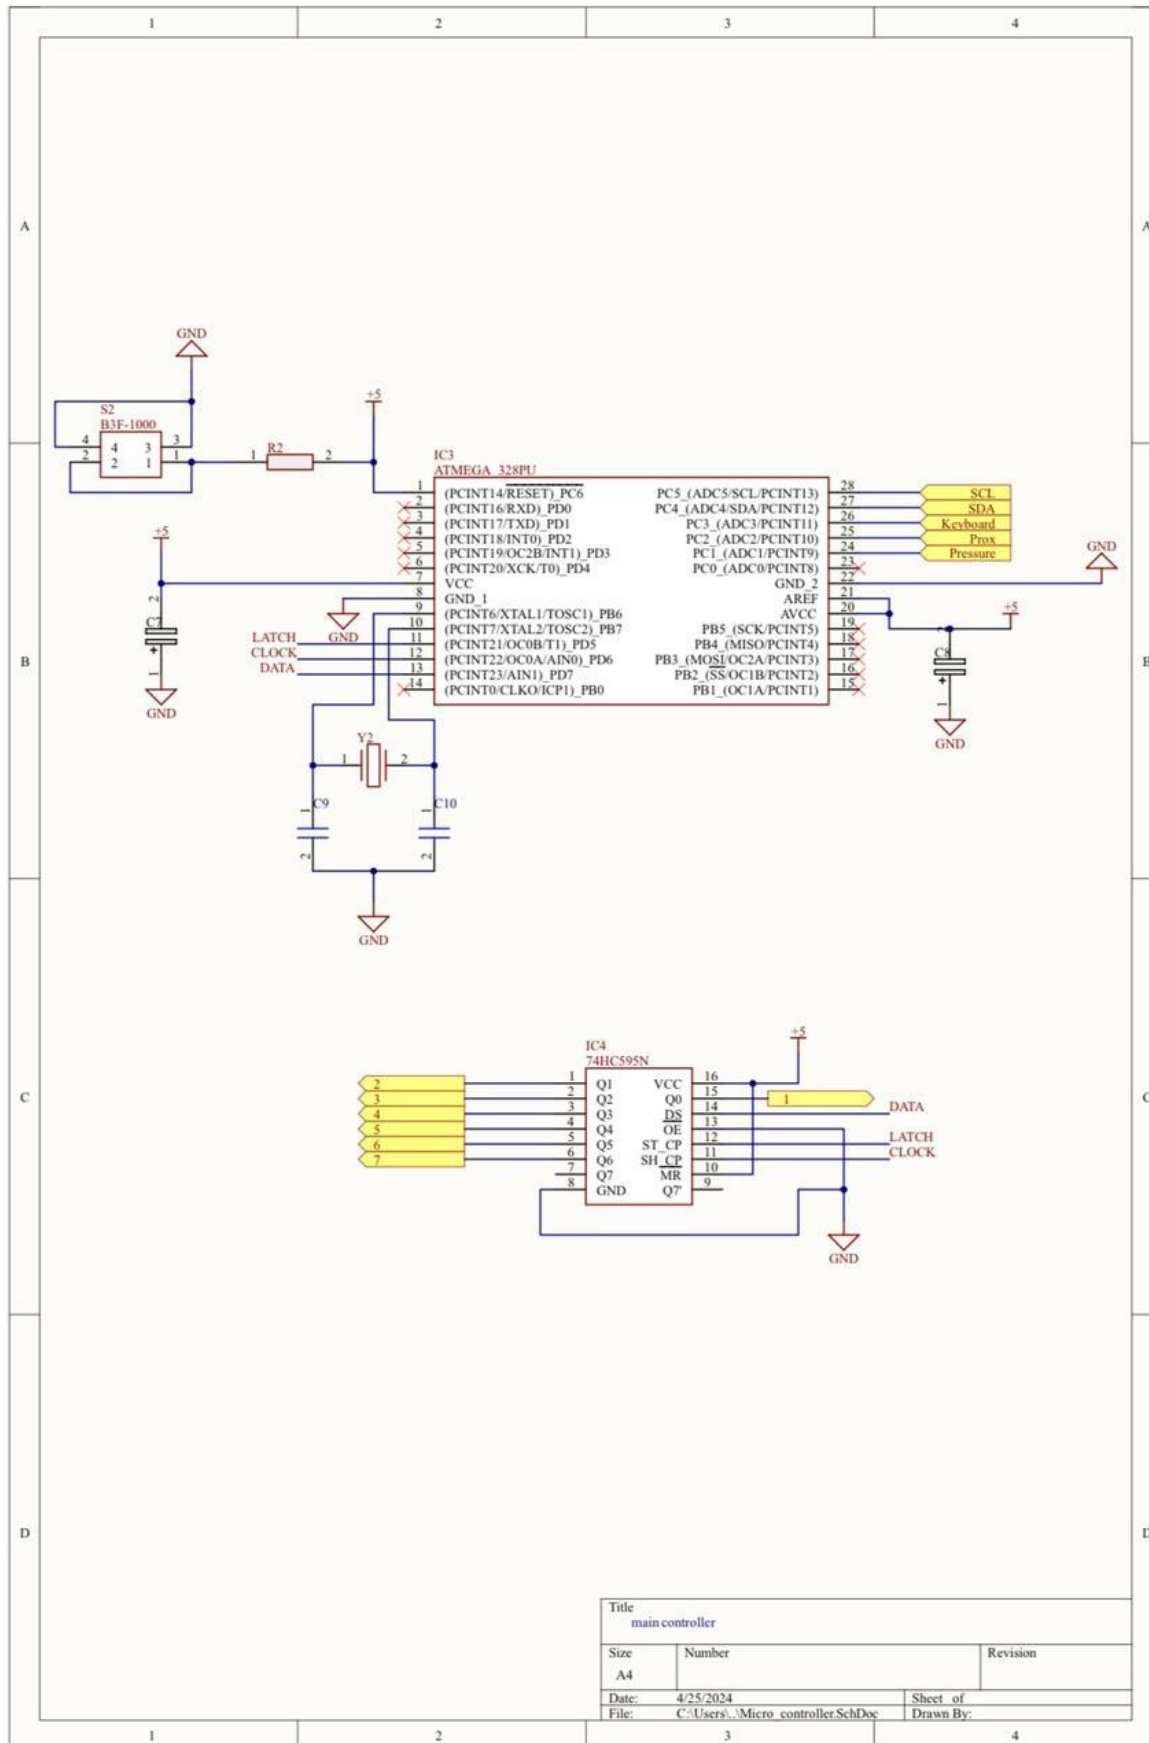 1 2 3 4
A A
GND
+5
S2
B3F-1000
4 4 3 3
2 2 1 1
1 R2 2
IC3
ATMEGA 328PU
1 (PCINT14/RESET)_PC6 PC5_(ADC5/SCL/PCINT13) 28 SCL
2 (PCINT16/RXD)_PD0 PC4_(ADC4/SDA/PCINT12) 27 SDA
3 (PCINT17/TXD)_PD1 PC3_(ADC3/PCINT11) 26 Keyboard
4 (PCINT18/INT0)_PD2 PC2_(ADC2/PCINT10) 25 Prox
5 (PCINT19/OC2B/INT1)_PD3 PC1_(ADC1/PCINT9) 24 Pressure
6 (PCINT20/XCK/T0)_PD4 PC0_(ADC0/PCINT8) 23
7 VCC GND_2 22
8 GND_1 AREF 21
9 (PCINT6/XTAL1/TOSC1)_PB6 AVCC 20
10 (PCINT7/XTAL2/TOSC2)_PB7 PB5_(SCK/PCINT5) 19
LATCH 11 (PCINT21/OC0B/T1)_PD5 PB4_(MISO/PCINT4) 18
CLOCK 12 (PCINT22/OC0A/AIN0)_PD6 PB3_(MOSI/OC2A/PCINT3) 17
DATA 13 (PCINT23/AIN1)_PD7 PB2_(SS/OC1B/PCINT2) 16
14 (PCINT0/CLKO/ICP1)_PB0 PB1_(OC1A/PCINT1) 15
+5
2
C7
+
1
GND
GND
GND
+5
2
C8
+
1
GND
B B
1 Y2 2
1 C9 1 C10
2 2
GND
+5
IC4
74HC595N
2 1 Q1 VCC 16
3 2 Q2 Q0 15 1
4 3 Q3 DS 14 DATA
5 4 Q4 OE 13
6 5 Q5 ST_CP 12 LATCH
7 6 Q6 SH_CP 11 CLOCK
7 Q7 MR 10
8 GND Q7' 9
GND
C C
D D
Title
main controller
Size Number Revision
A4
Date: 4/25/2024 Sheet of
File: C:\Users\..\Micro_controller.SchDoc Drawn By:
1 2 3 4